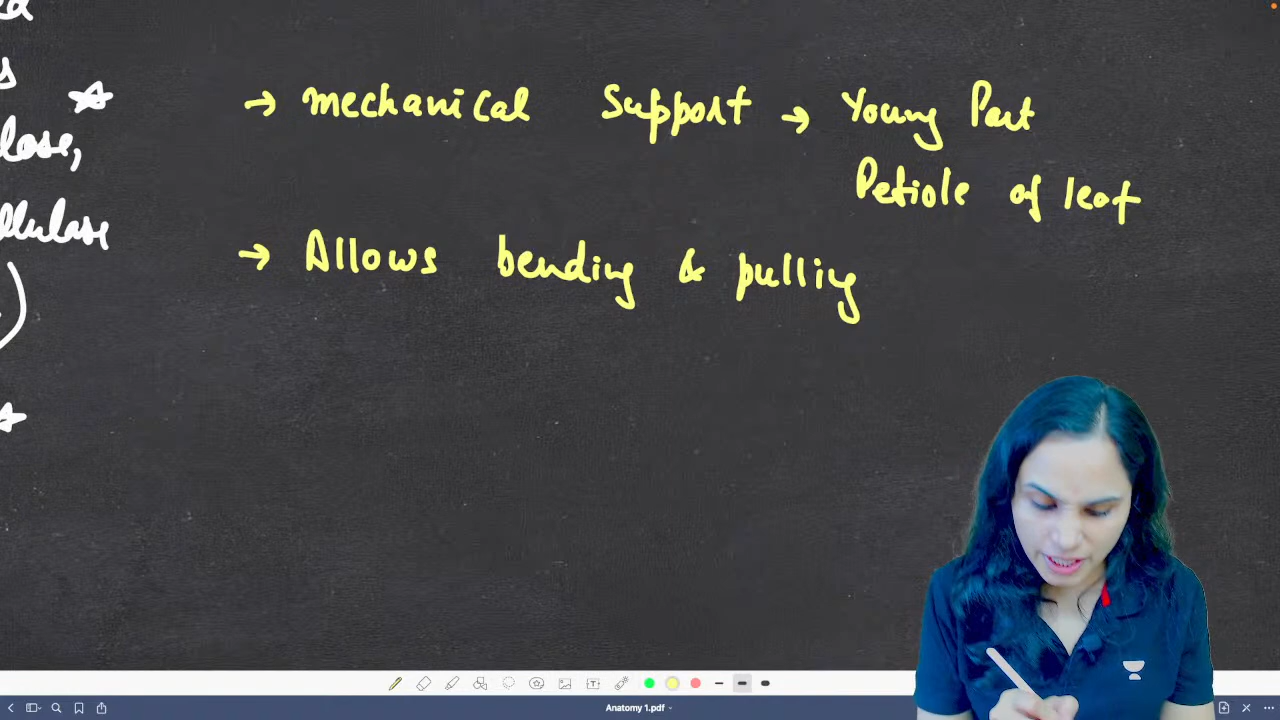 → mechanical Support → Young Part
Petiole of leaf
→ Allows bending & pulling
Anatomy 1.pdf